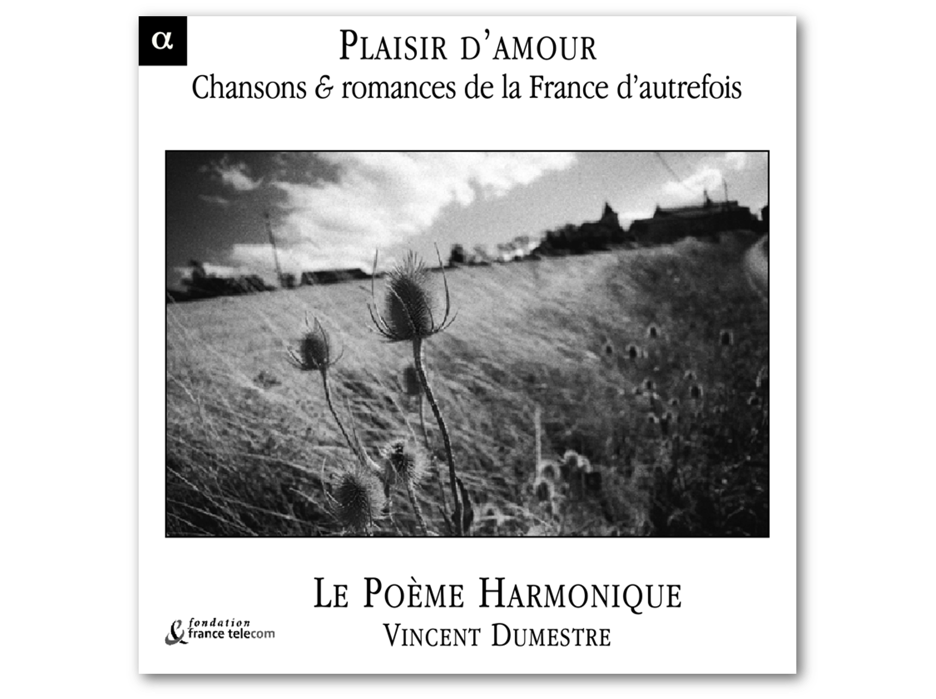 α
PLAISIR D'AMOUR
Chansons & romances de la France d'autrefois
LE POÈME HARMONIQUE
VINCENT DUMESTRE
& fondation
france telecom